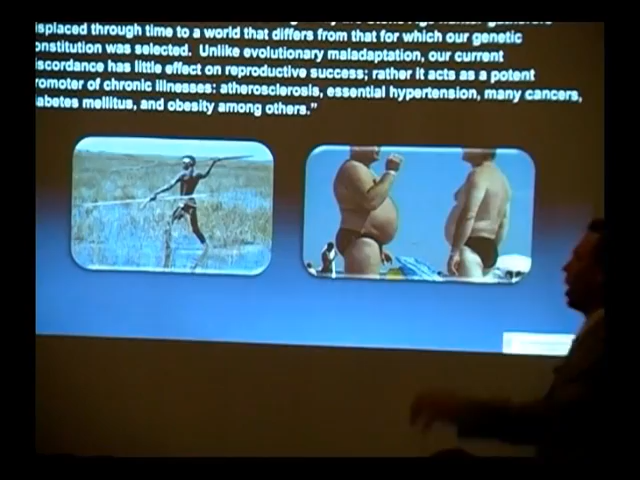 isplaced through time to a world that differs from that for which our genetic
onstitution was selected. Unlike evolutionary maladaptation, our current
iscordance has little effect on reproductive success; rather it acts as a potent
romoter of chronic illnesses: atherosclerosis, essential hypertension, many cancers,
iabetes mellitus, and obesity among others.”